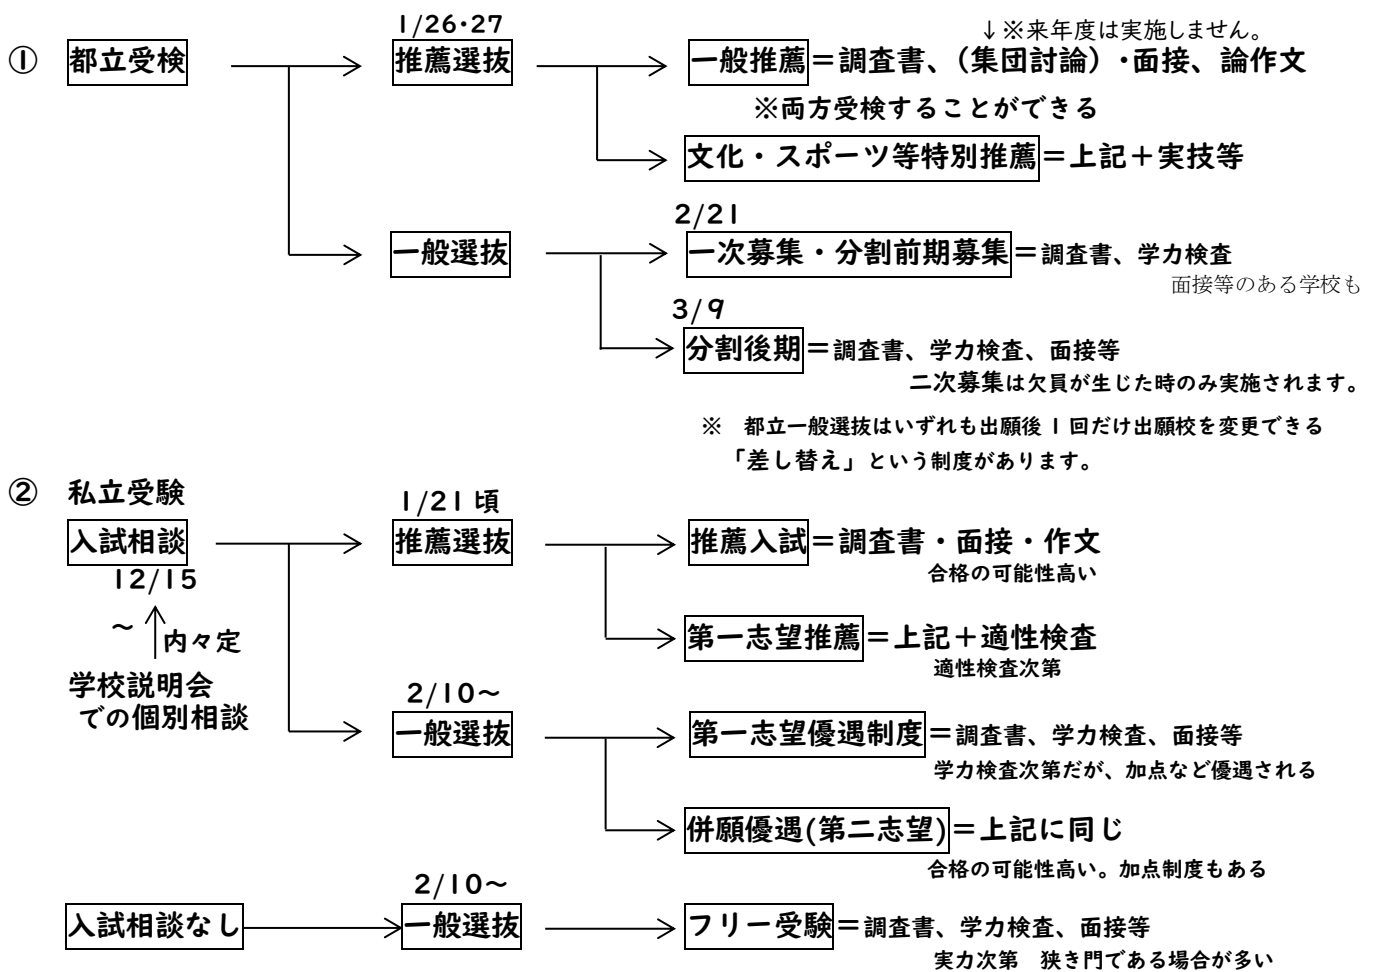 ↓※来年度は実施しません。
1/26・27
① 都立受検 推薦選抜 一般推薦＝調査書、（集団討論）・面接、論作文
※両方受検することができる
文化・スポーツ等特別推薦＝上記＋実技等
2/21
一般選抜 一次募集・分割前期募集＝調査書、学力検査
面接等のある学校も
3/9
分割後期＝調査書、学力検査、面接等
二次募集は欠員が生じた時のみ実施されます。
※　都立一般選抜はいずれも出願後1回だけ出願校を変更できる
「差し替え」という制度があります。
② 私立受験
1/21頃
入試相談 推薦選抜 推薦入試＝調査書・面接・作文
12/15 合格の可能性高い
～ 内々定 第一志望推薦＝上記＋適性検査
適性検査次第
学校説明会
での個別相談
2/10～
一般選抜 第一志望優遇制度＝調査書、学力検査、面接等
学力検査次第だが、加点など優遇される
併願優遇(第二志望)＝上記に同じ
合格の可能性高い。加点制度もある
2/10～
入試相談なし 一般選抜 フリー受験＝調査書、学力検査、面接等
実力次第　狭き門である場合が多い